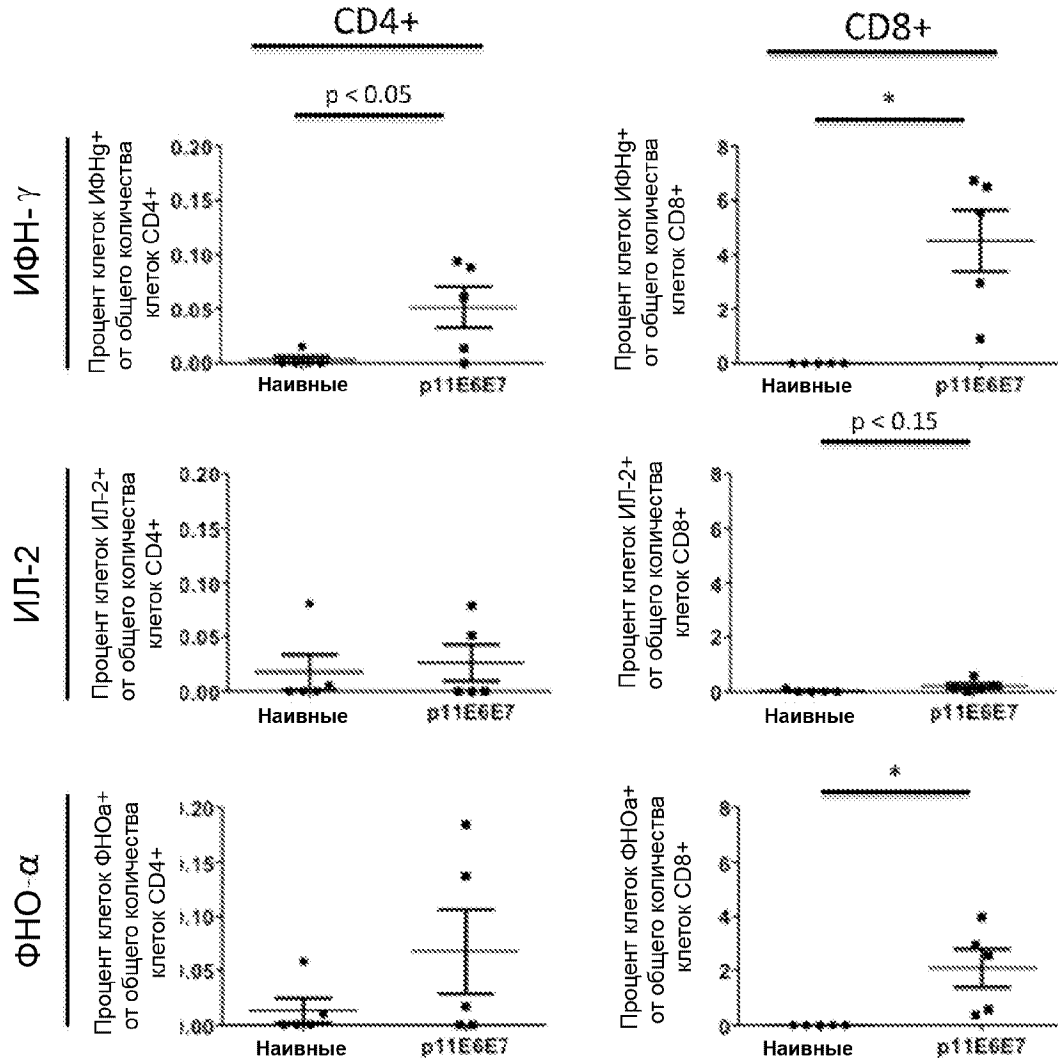 CD4+
CD8+
ИФН-γ
p < 0.05
Процент клеток ИФНg+
от общего количества
клеток CD4+
0.20
0.15
0.10
0.05
0.00
Наивные
p11E6E7
*
Процент клеток ИФНg+
от общего количества
клеток CD8+
8
6
4
2
0
Наивные
p11E6E7
ИЛ-2
Процент клеток ИЛ-2+
от общего количества
клеток CD4+
0.20
0.15
0.10
0.05
0.00
Наивные
p11E6E7
p < 0.15
Процент клеток ИЛ-2+
от общего количества
клеток CD8+
8
6
4
2
0
Наивные
p11E6E7
ФНО-α
Процент клеток ФНОа+
от общего количества
клеток CD4+
.20
.15
.10
.05
.00
Наивные
p11E6E7
*
Процент клеток ФНОа+
от общего количества
клеток CD8+
8
6
4
2
0
Наивные
p11E6E7